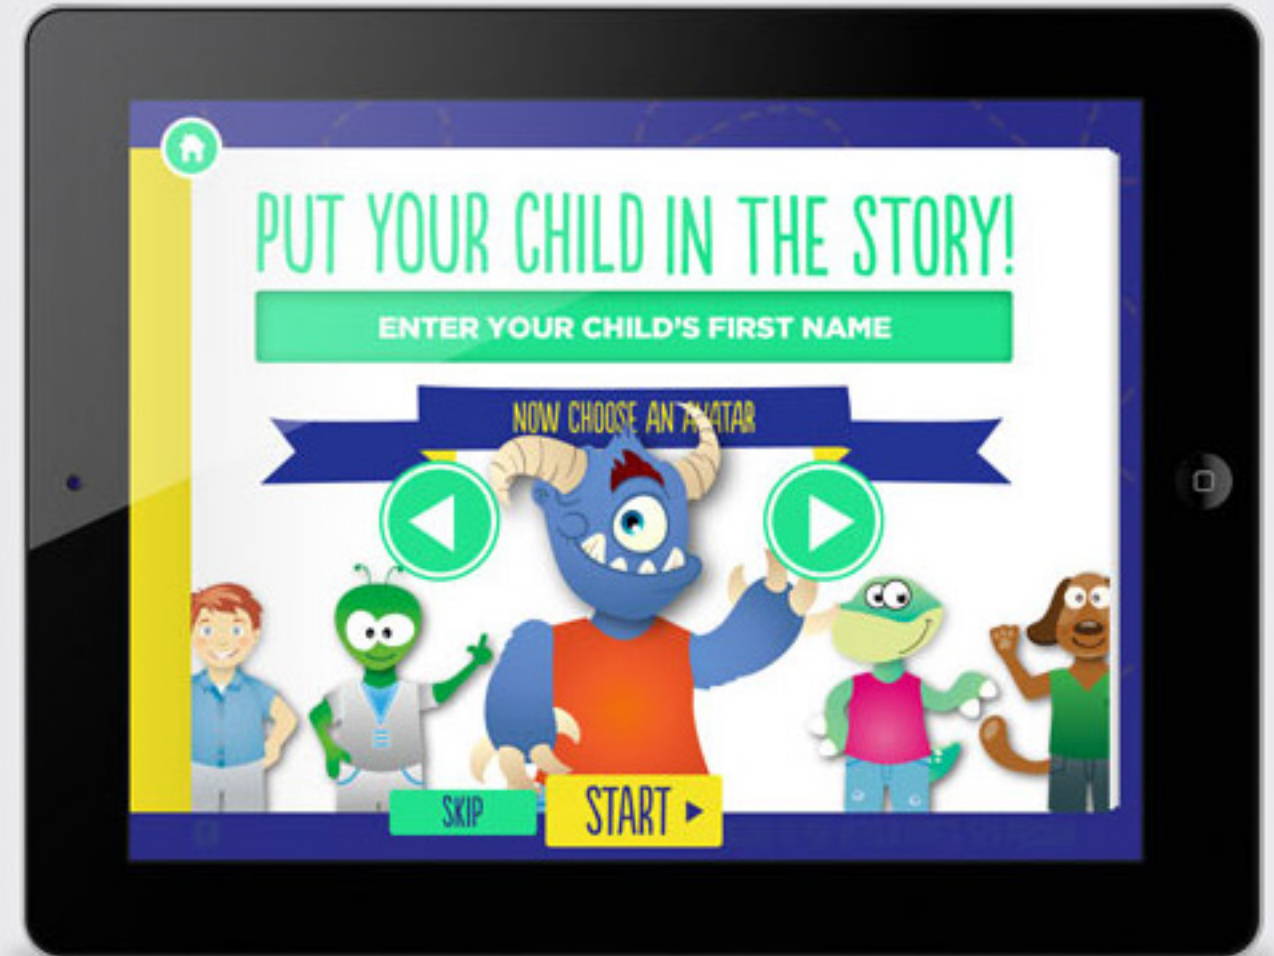 PUT YOUR CHILD IN THE STORY!
ENTER YOUR CHILD'S FIRST NAME
NOW CHOOSE AN AVATAR
SKIP
START